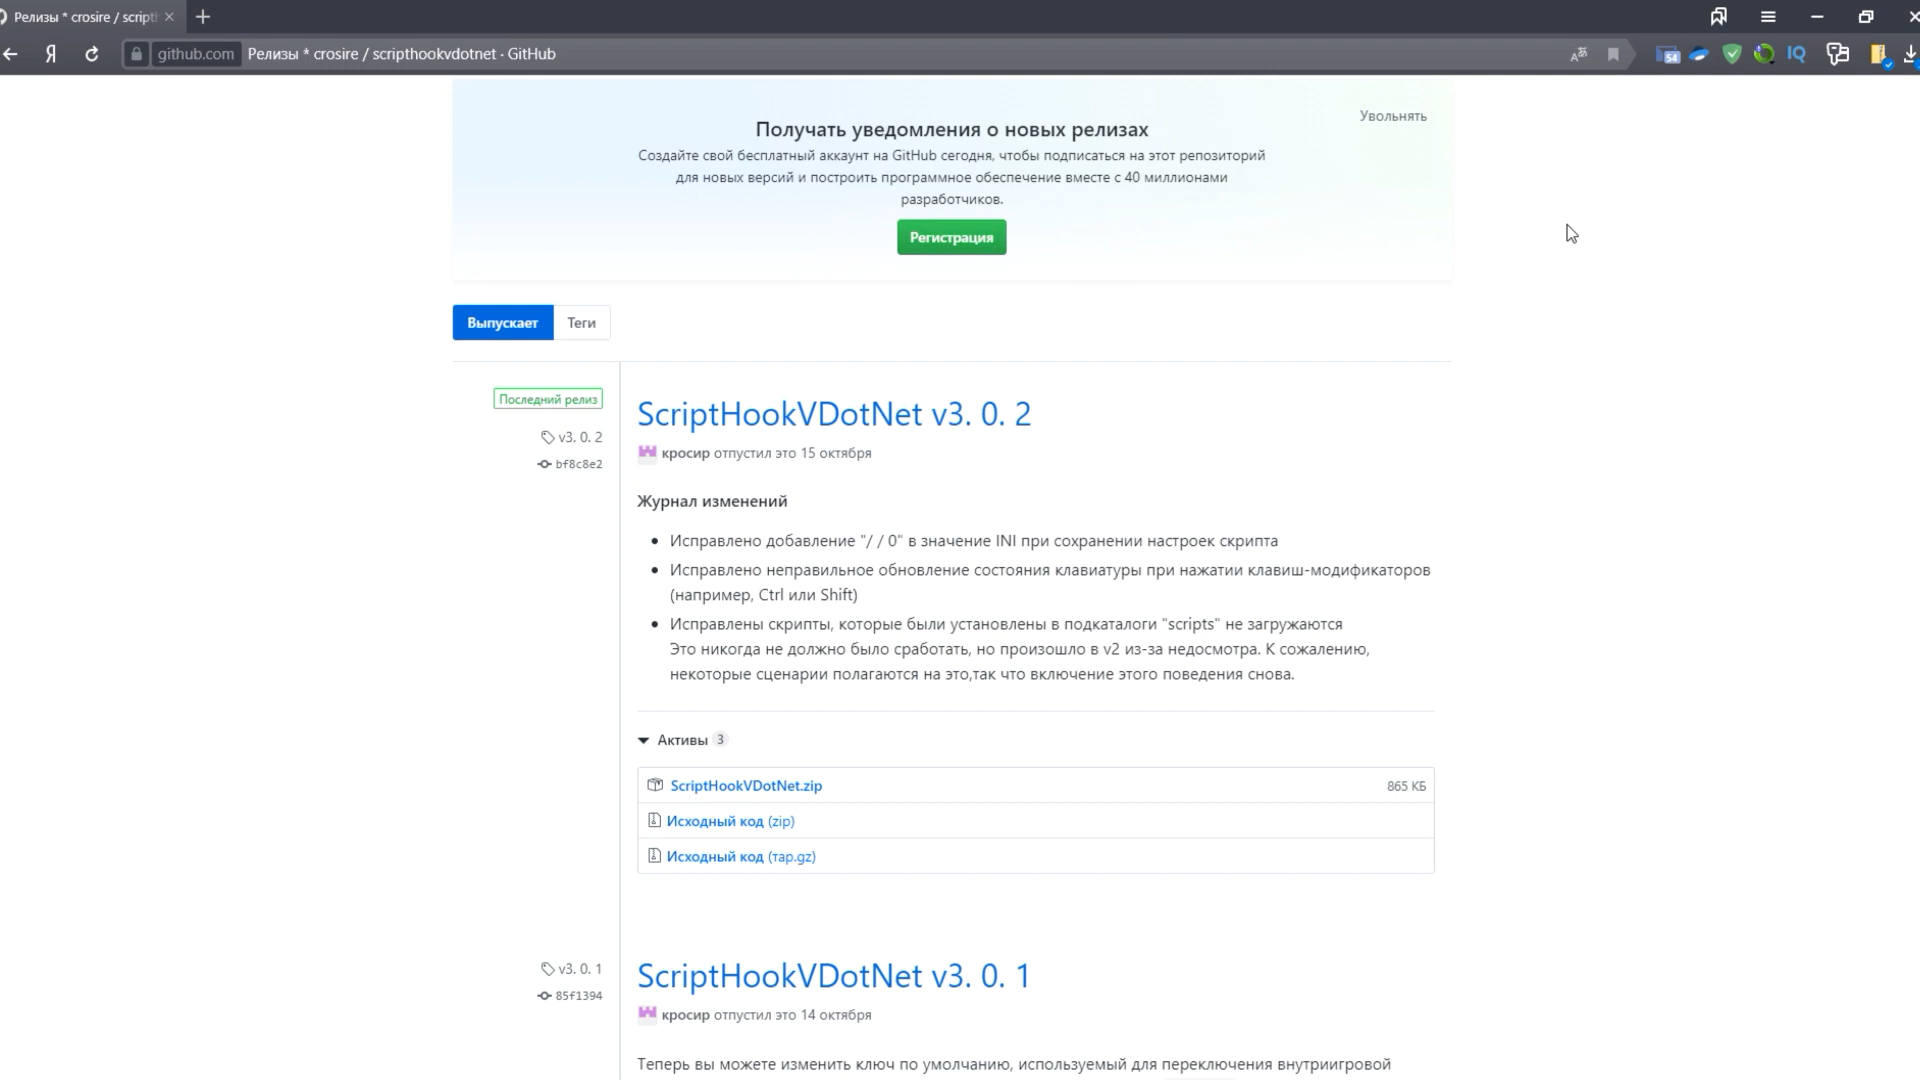 Релизы * crosire / script
github.com Релизы * crosire / scripthookvdotnet · GitHub
54
Увольнять
Получать уведомления о новых релизах
Создайте свой бесплатный аккаунт на GitHub сегодня, чтобы подписаться на этот репозиторий
для новых версий и построить программное обеспечение вместе с 40 миллионами
разработчиков.
Регистрация
Выпускает Теги
Последний релиз
v3. 0. 2
bf8c8e2
ScriptHookVDotNet v3. 0. 2
кросир отпустил это 15 октября
Журнал изменений
Исправлено добавление "/ / 0" в значение INI при сохранении настроек скрипта
Исправлено неправильное обновление состояния клавиатуры при нажатии клавиш-модификаторов
(например, Ctrl или Shift)
Исправлены скрипты, которые были установлены в подкаталоги "scripts" не загружаются
Это никогда не должно было сработать, но произошло в v2 из-за недосмотра. К сожалению,
некоторые сценарии полагаются на это,так что включение этого поведения снова.
Активы 3
ScriptHookVDotNet.zip 865 КБ
Исходный код (zip)
Исходный код (тар.gz)
v3. 0. 1
85f1394
ScriptHookVDotNet v3. 0. 1
кросир отпустил это 14 октября
Теперь вы можете изменить ключ по умолчанию, используемый для переключения внутриигровой